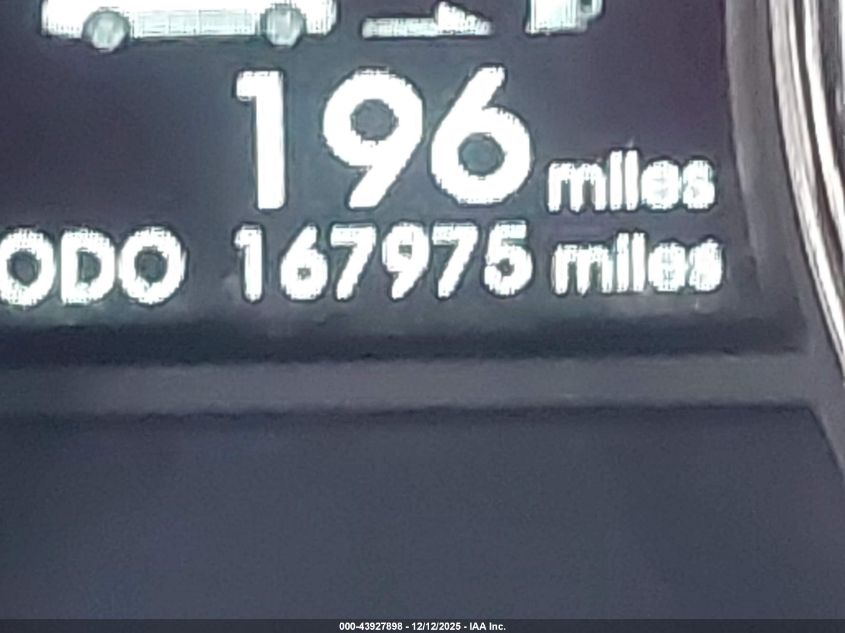 196 miles
ODO 167975 miles
000-43927898 - 12/12/2025 - IAA Inc.